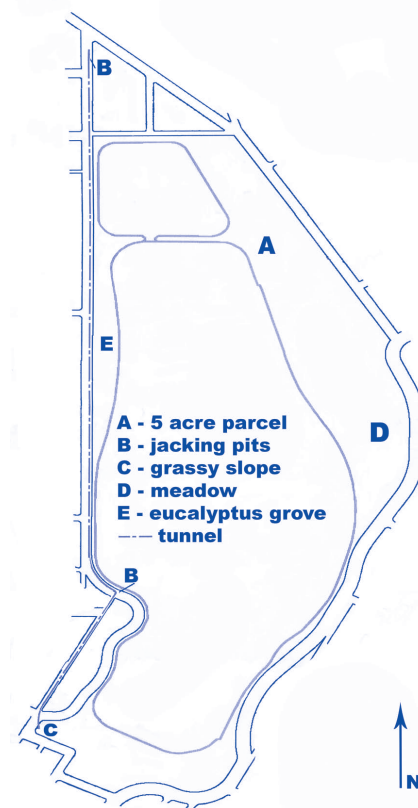 B
A
E
A - 5 acre parcel
B - jacking pits
C - grassy slope
D - meadow
E - eucalyptus grove
tunnel
D
B
C
N